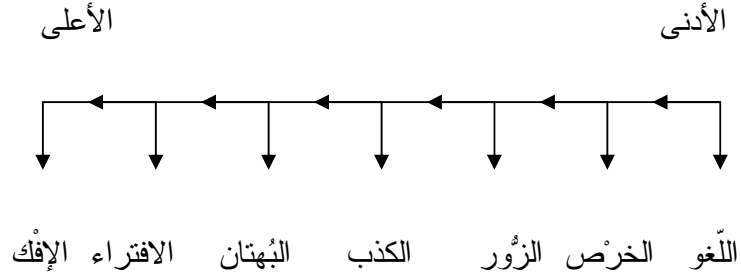 الأدنى الأعلى
اللّغو الخرْص الزُّور الكذب البُهتان الافتراء الإفْك